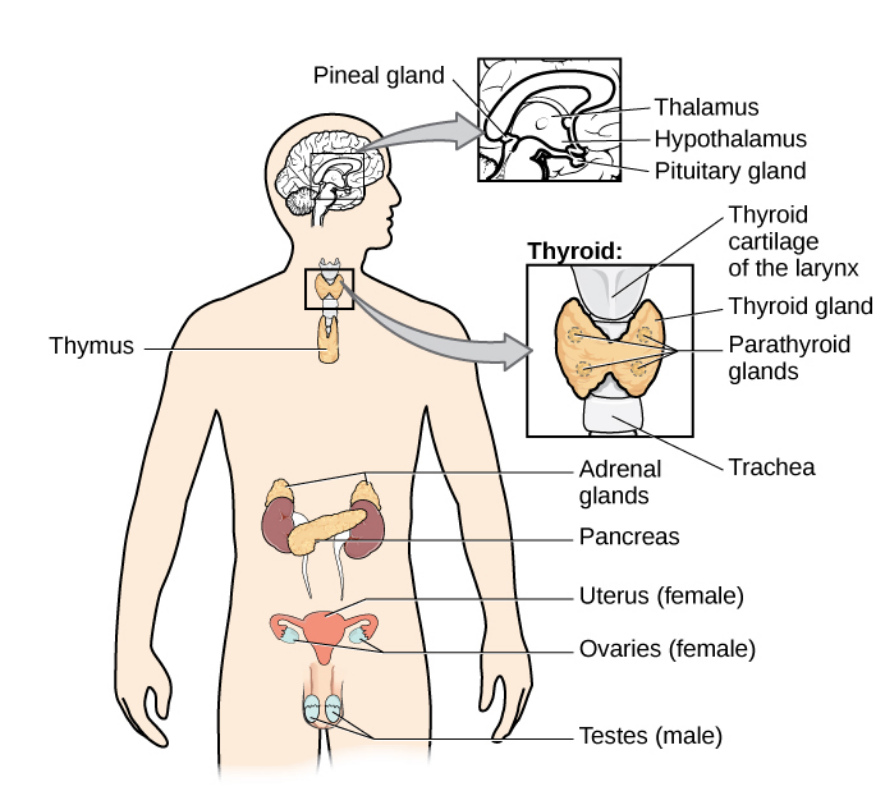 Pineal gland
Thalamus
Hypothalamus
Pituitary gland
Thyroid
cartilage
of the larynx
Thyroid:
Thyroid gland
Thymus
Parathyroid
glands
Trachea
Adrenal
glands
Pancreas
Uterus (female)
Ovaries (female)
Testes (male)